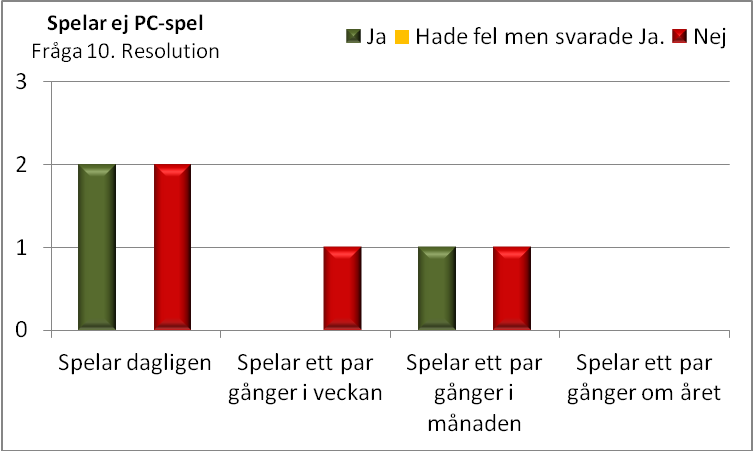 Spelar ej PC-spel
Fråga 10. Resolution
Ja Hade fel men svarade Ja. Nej
3
2
1
0
Spelar dagligen
Spelar ett par
gånger i veckan
Spelar ett par
gånger i
månaden
Spelar ett par
gånger om året